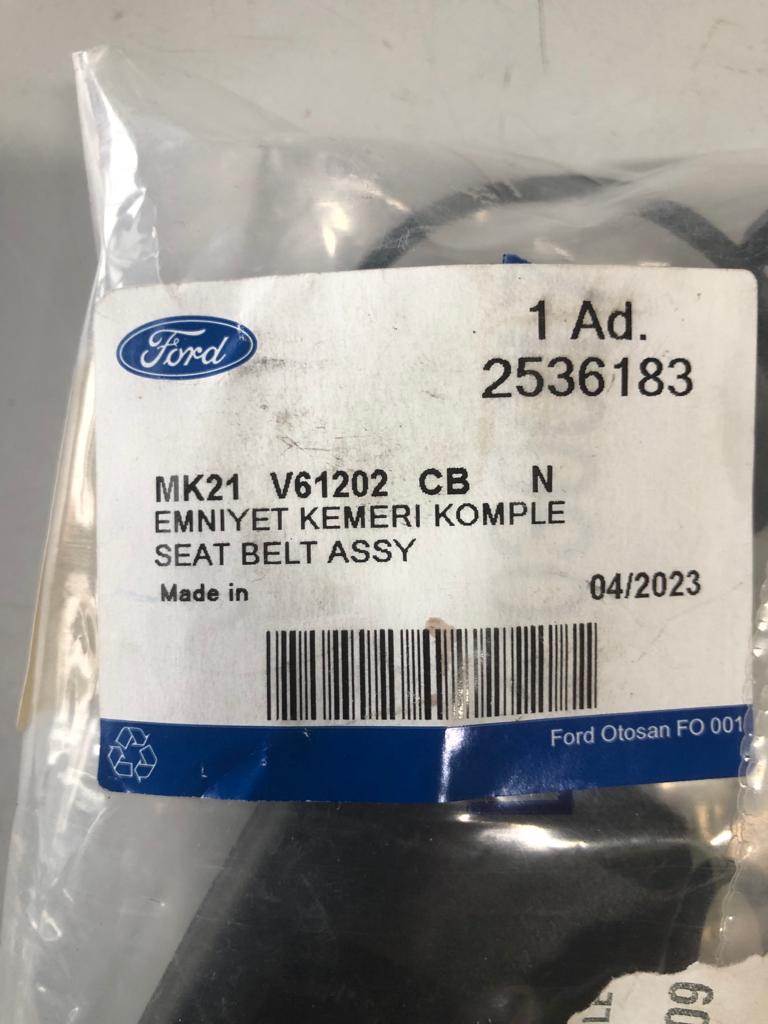 Ford
1 Ad.
2536183
MK21 V61202 CB N
EMNIYET KEMERI KOMPLE
SEAT BELT ASSY
Made in
04/2023
Ford Otosan FO 001